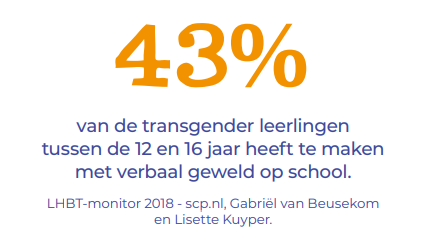 43%
van de transgender leerlingen
tussen de 12 en 16 jaar heeft te maken
met verbaal geweld op school.
LHBT-monitor 2018 - scp.nl, Gabriël van Beusekom
en Lisette Kuyper.